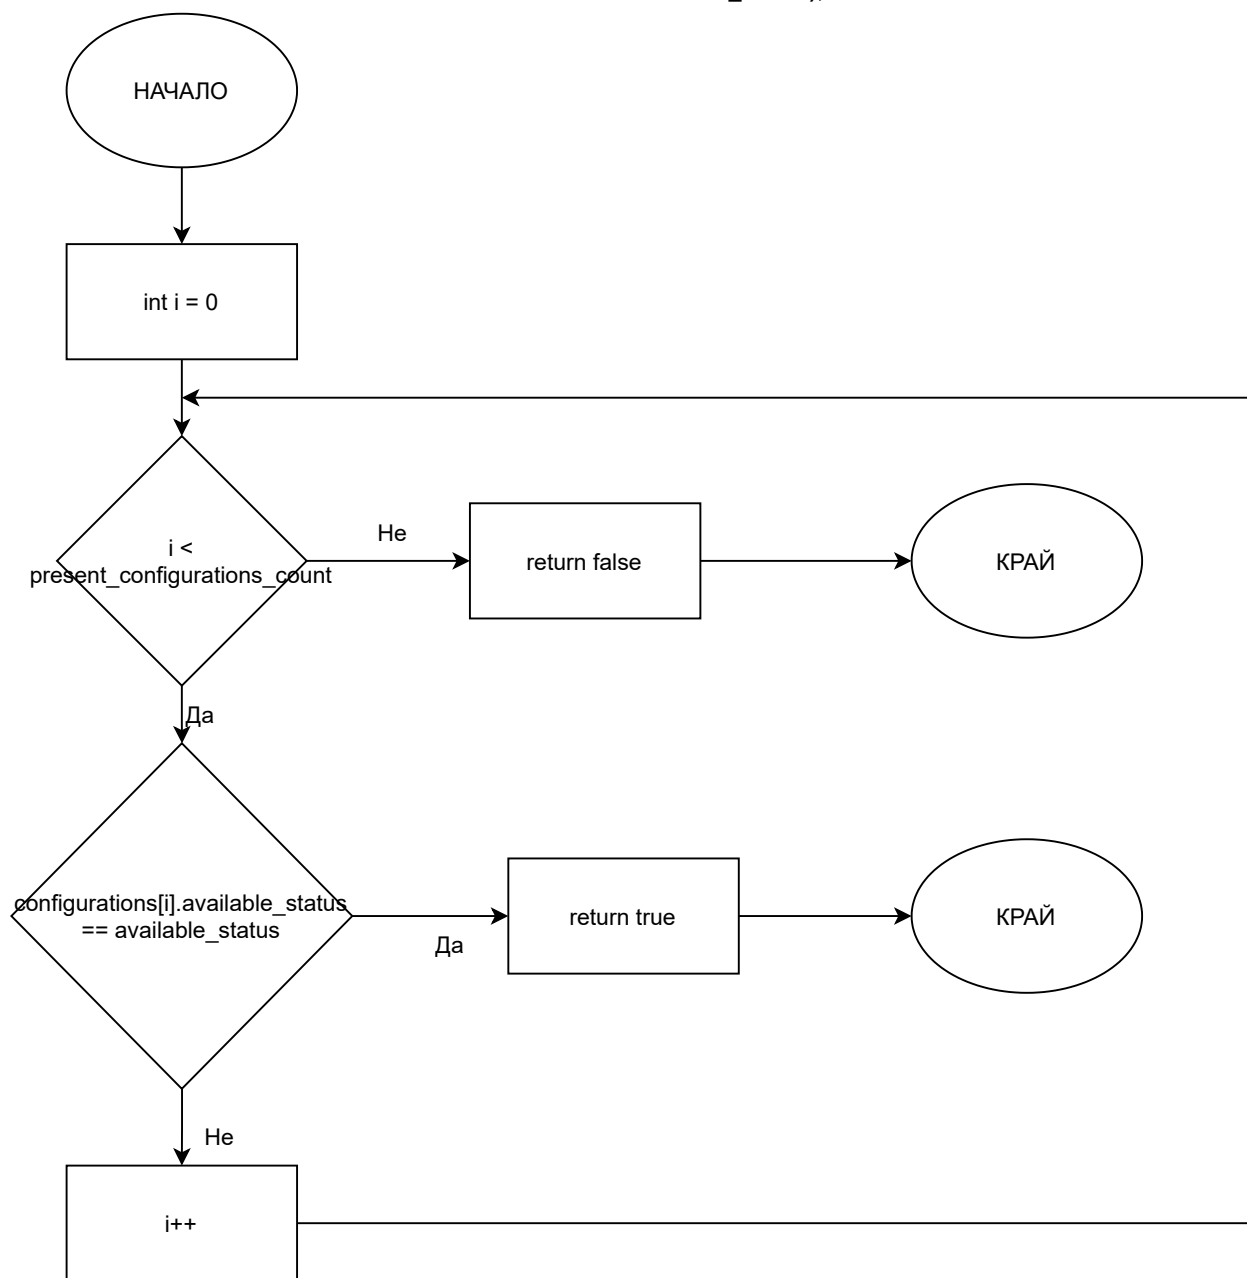 НАЧАЛО
int i = 0
i <
present_configurations_count
Не
return false
КРАЙ
Да
configurations[i].available_status
== available_status
Да
return true
КРАЙ
Не
i++